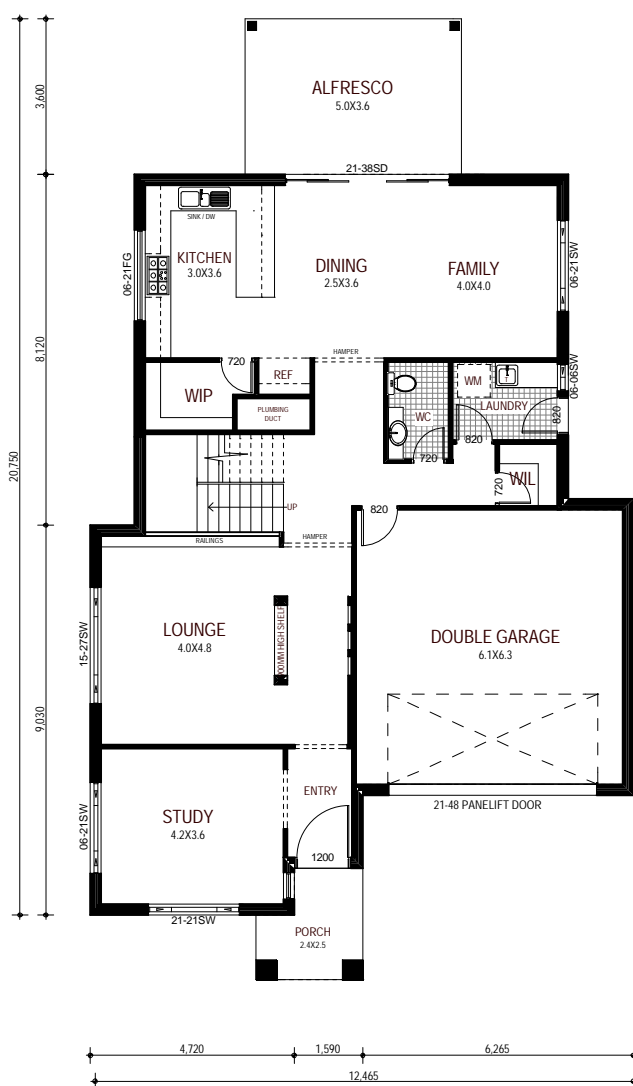 ALFRESCO
5.0X3.6
3,600
21-38SD
SINK / DW
KITCHEN
3.0X3.6
DINING
2.5X3.6
FAMILY
4.0X4.0
06-21FG
06-21SW
8,120
HAMPER
720
REF
WIP
PLUMBING
DUCT
WM
T
LAUNDRY
06-06SW
820
820
WC
720
WIL
720
20,750
UP
820
RAILINGS
HAMPER
LOUNGE
4.0X4.8
15-27SW
DOUBLE GARAGE
6.1X6.3
9,030
ENTRY
STUDY
4.2X3.6
06-21SW
21-48 PANELIFT DOOR
1200
21-21SW
PORCH
2.4X2.5
4,720
1,590
6,265
12,465